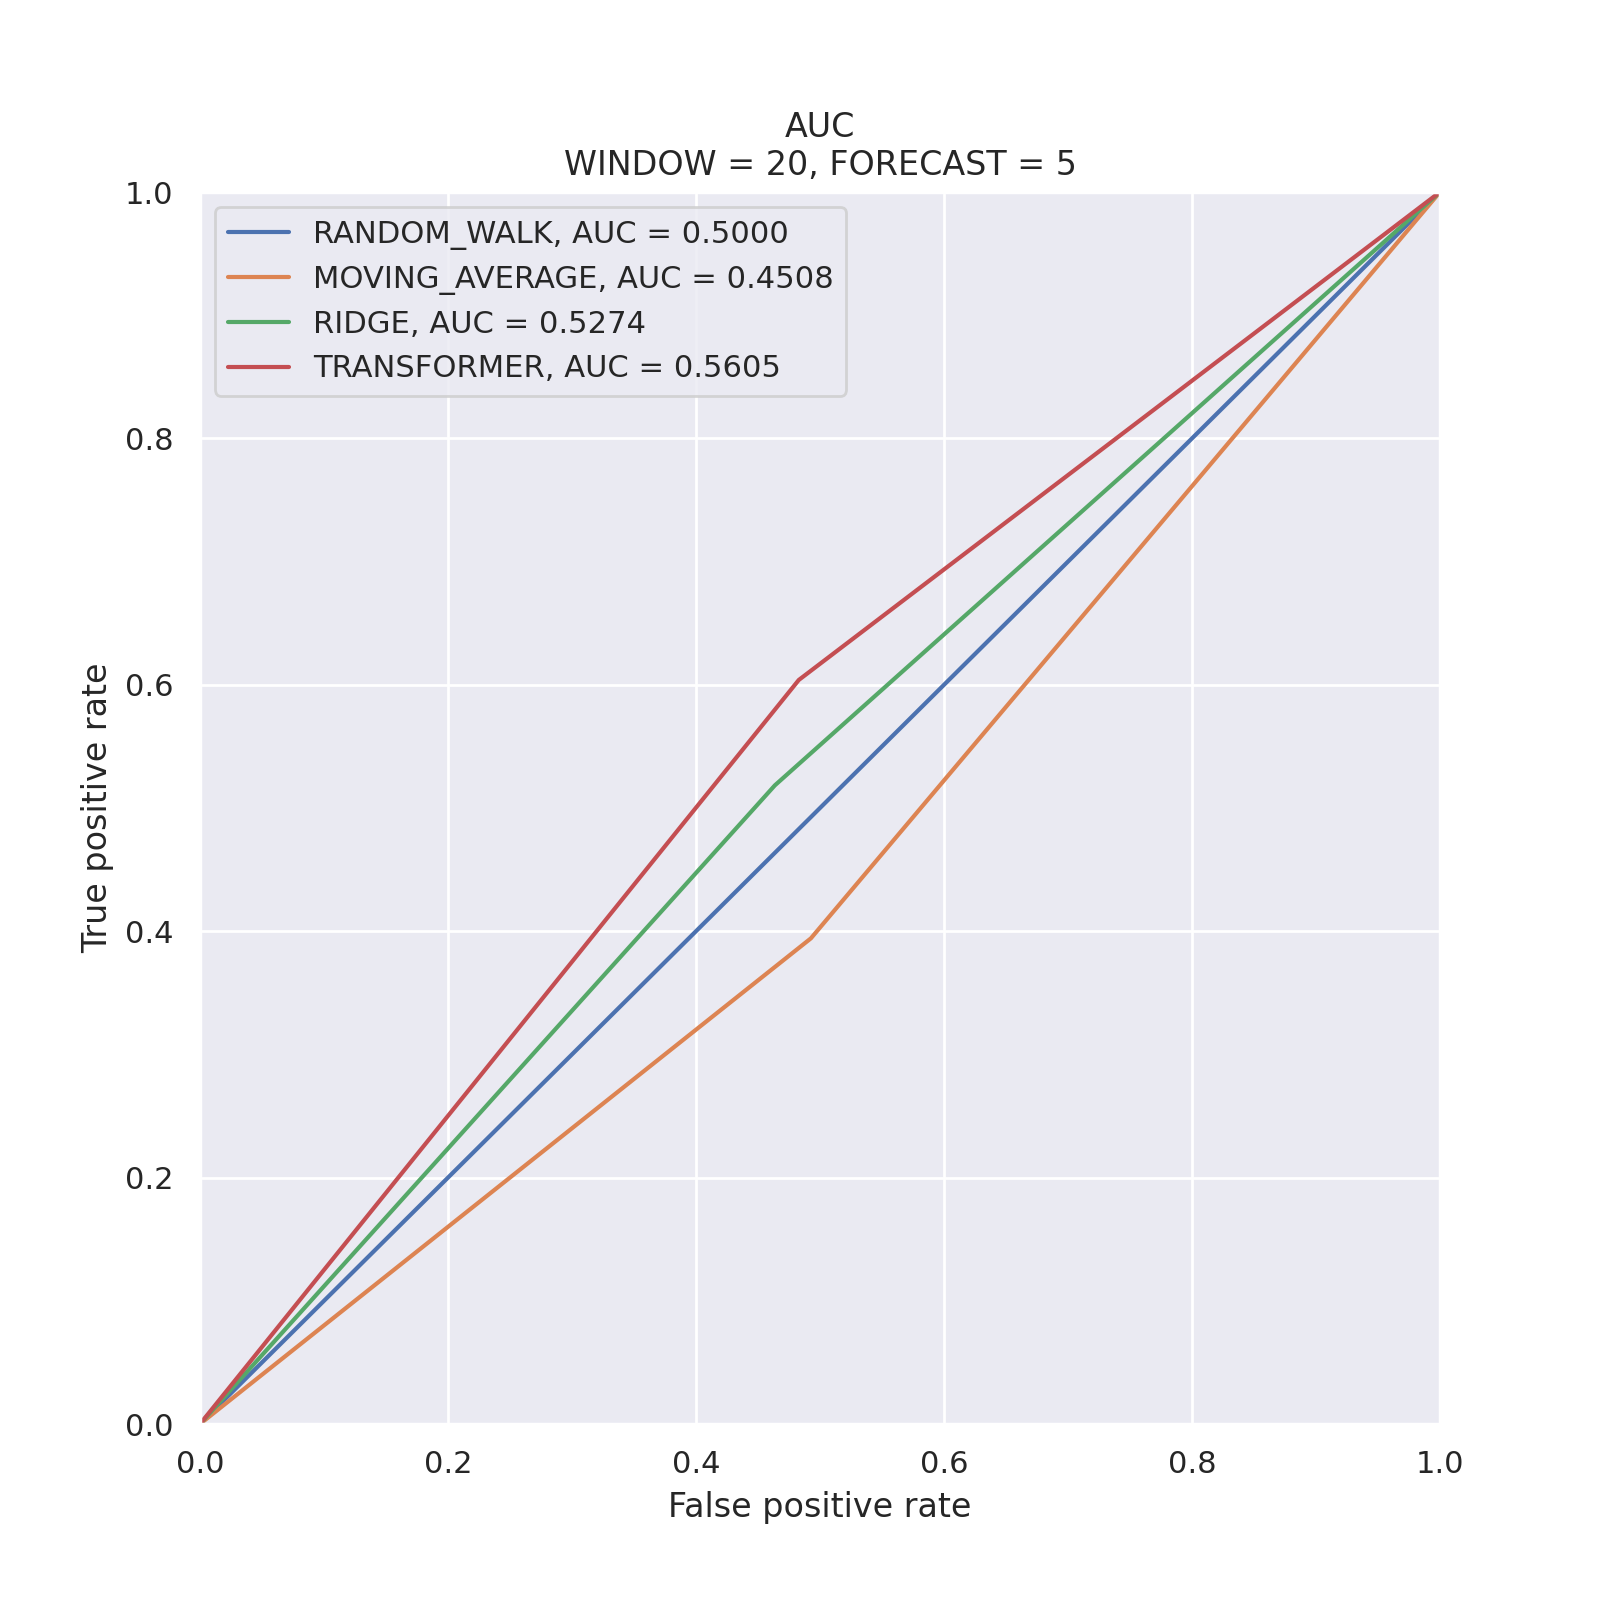 AUC
WINDOW = 20, FORECAST = 5
RANDOM_WALK, AUC = 0.5000
MOVING_AVERAGE, AUC = 0.4508
RIDGE, AUC = 0.5274
TRANSFORMER, AUC = 0.5605
1.0
0.8
0.6
0.4
0.2
0.0
True positive rate
0.0 0.2 0.4 0.6 0.8 1.0
False positive rate